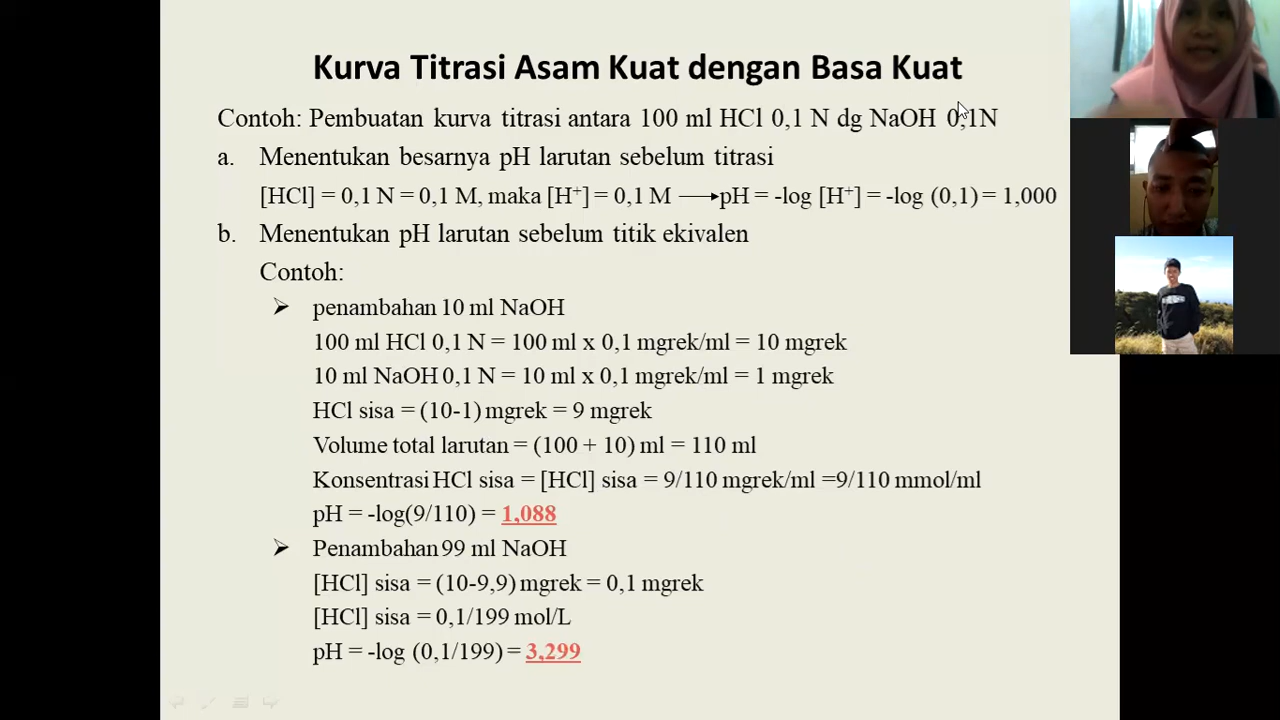 Kurva Titrasi Asam Kuat dengan Basa Kuat
Contoh: Pembuatan kurva titrasi antara 100 ml HCl 0,1 N dg NaOH 0,1N
a. Menentukan besarnya pH larutan sebelum titrasi
[HCl] = 0,1 N = 0,1 M, maka [H⁺] = 0,1 M ⟶ pH = -log [H⁺] = -log (0,1) = 1,000
b. Menentukan pH larutan sebelum titik ekivalen
Contoh:
➢ penambahan 10 ml NaOH
100 ml HCl 0,1 N = 100 ml x 0,1 mgrek/ml = 10 mgrek
10 ml NaOH 0,1 N = 10 ml x 0,1 mgrek/ml = 1 mgrek
HCl sisa = (10-1) mgrek = 9 mgrek
Volume total larutan = (100 + 10) ml = 110 ml
Konsentrasi HCl sisa = [HCl] sisa = 9/110 mgrek/ml =9/110 mmol/ml
pH = -log(9/110) = 1,088
➢ Penambahan 99 ml NaOH
[HCl] sisa = (10-9,9) mgrek = 0,1 mgrek
[HCl] sisa = 0,1/199 mol/L
pH = -log (0,1/199) = 3,299